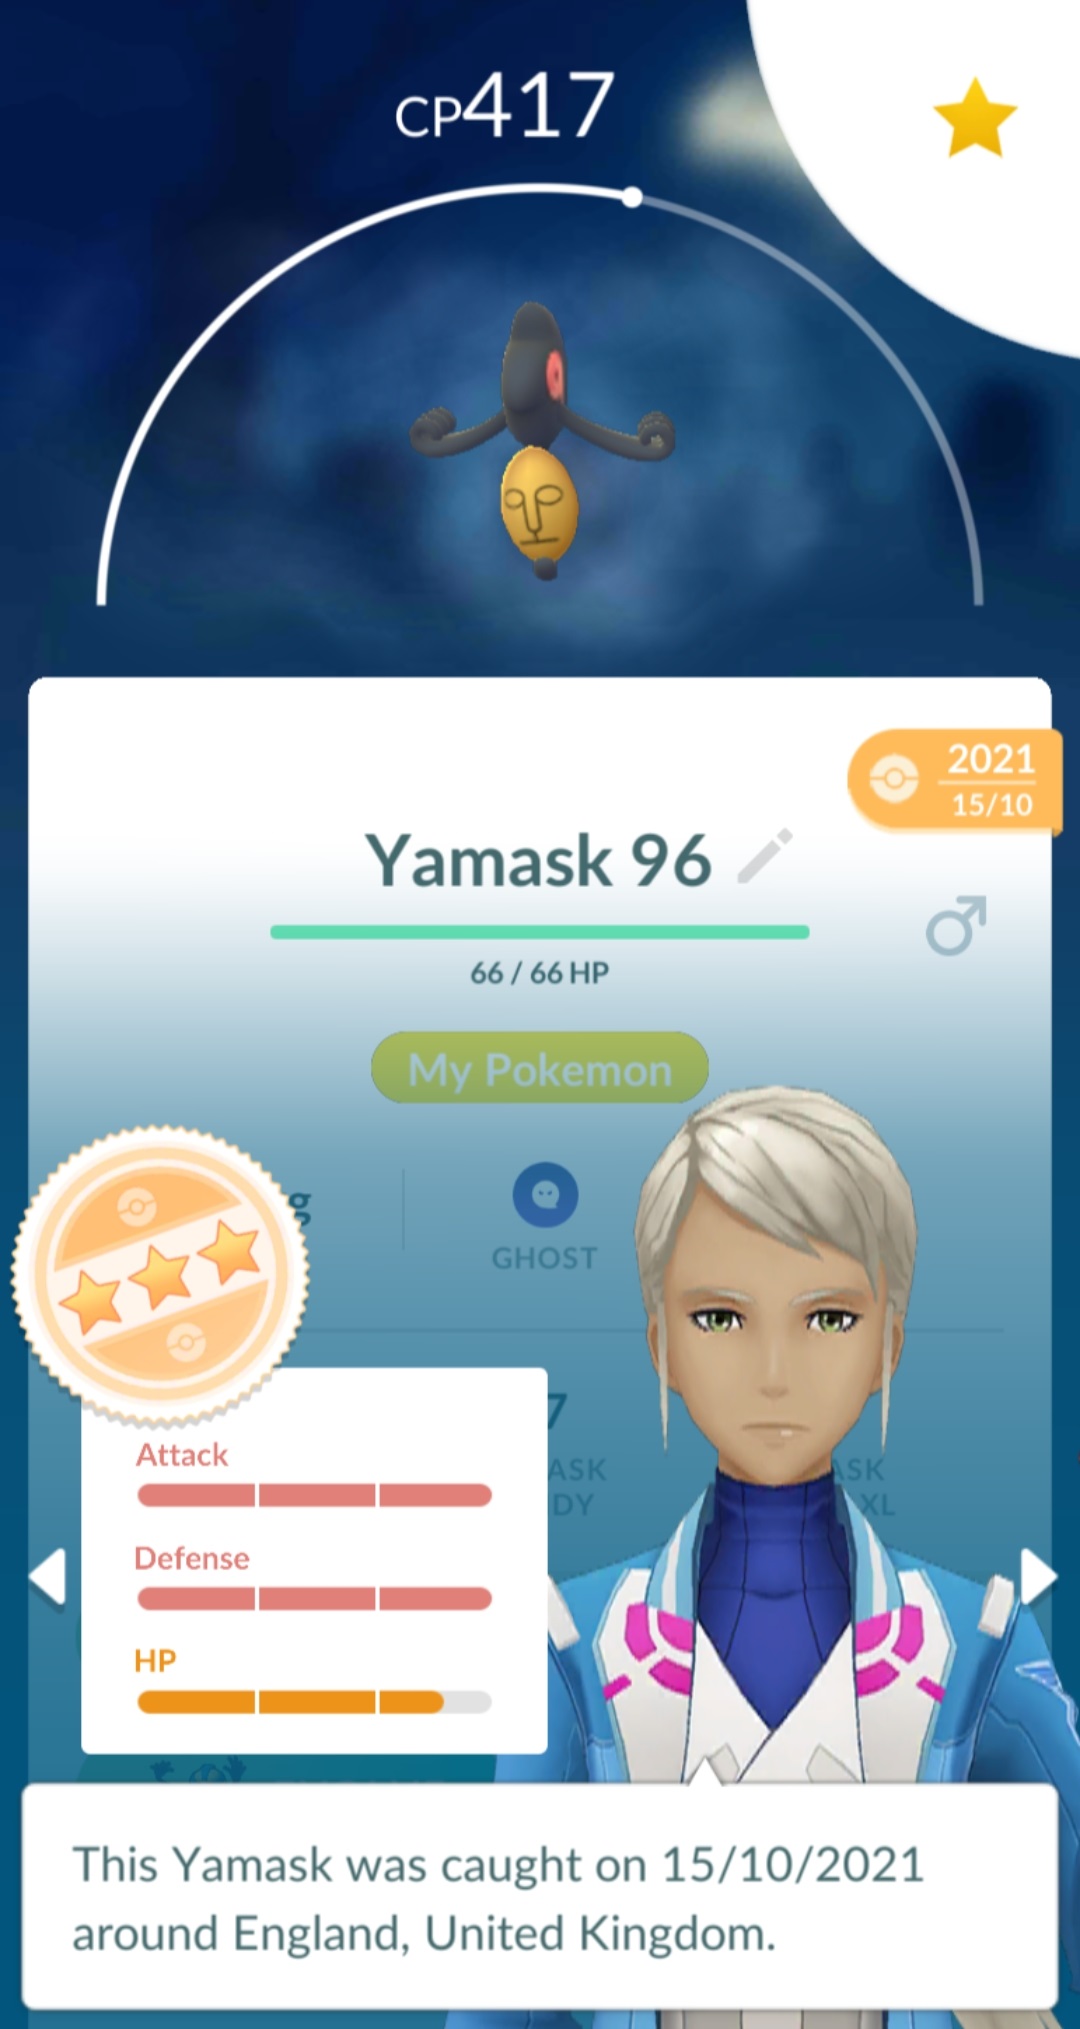 CP417
2021
15/10
Yamask 96
66 / 66 HP
My Pokemon
g
GHOST
7
ASK
ASK
DY
XL
Attack
Defense
HP
This Yamask was caught on 15/10/2021
around England, United Kingdom.